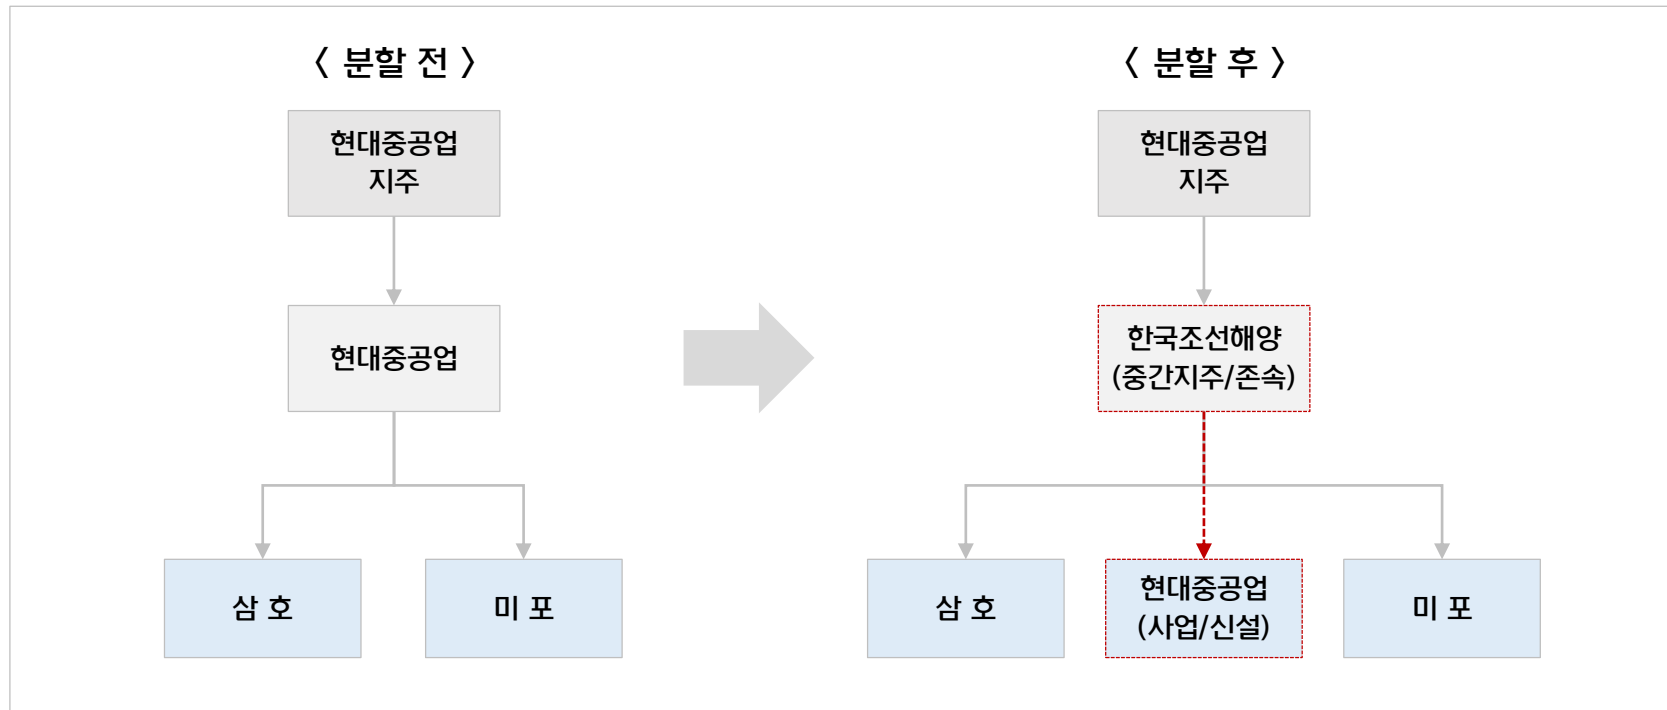 < 분할 전 >
현대중공업
지주
현대중공업
삼 호
미 포
< 분할 후 >
현대중공업
지주
한국조선해양
(중간지주/존속)
삼 호
현대중공업
(사업/신설)
미 포